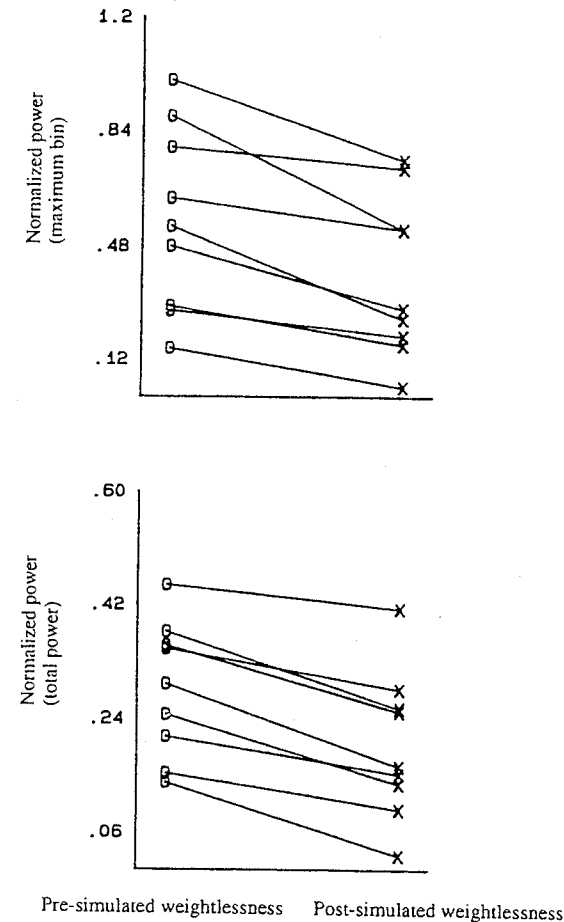 1.2
.84
.48
.12
Normalized power
(maximum bin)
.60
.42
.24
.06
Normalized power
(total power)
Pre-simulated weightlessness Post-simulated weightlessness